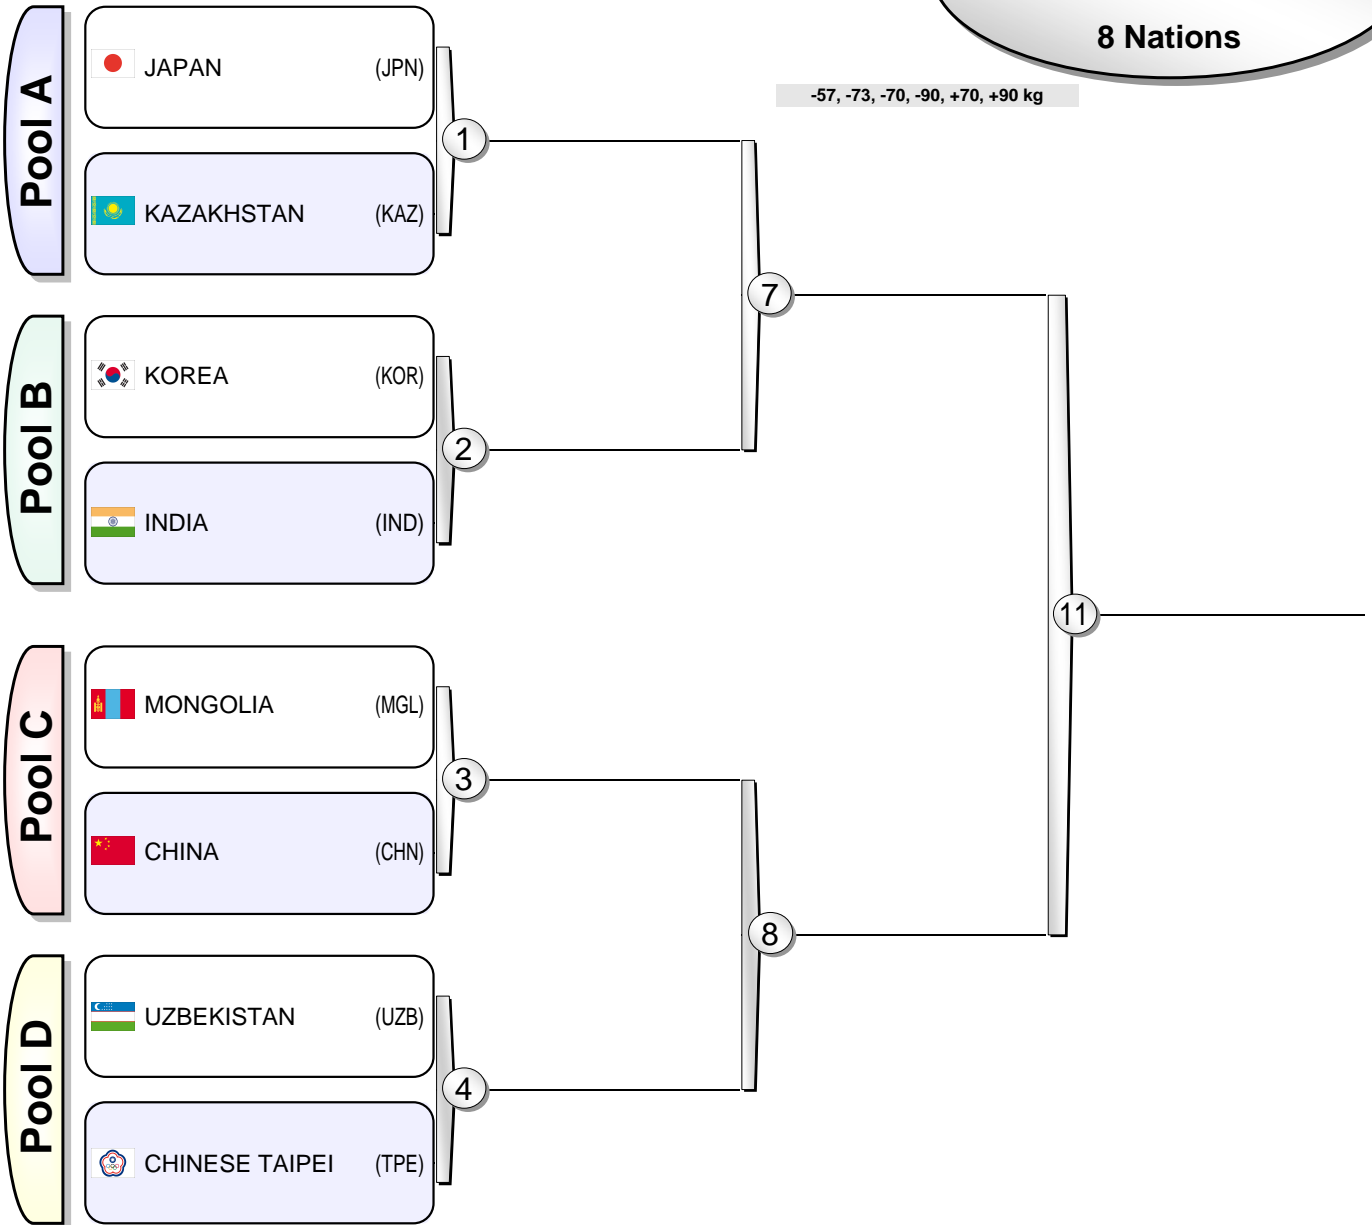 8 Nations
-57, -73, -70, -90, +70, +90 kg
Pool A
JAPAN (JPN)
1
KAZAKHSTAN (KAZ)
7
Pool B
KOREA (KOR)
2
INDIA (IND)
11
Pool C
MONGOLIA (MGL)
3
CHINA (CHN)
8
Pool D
UZBEKISTAN (UZB)
4
CHINESE TAIPEI (TPE)